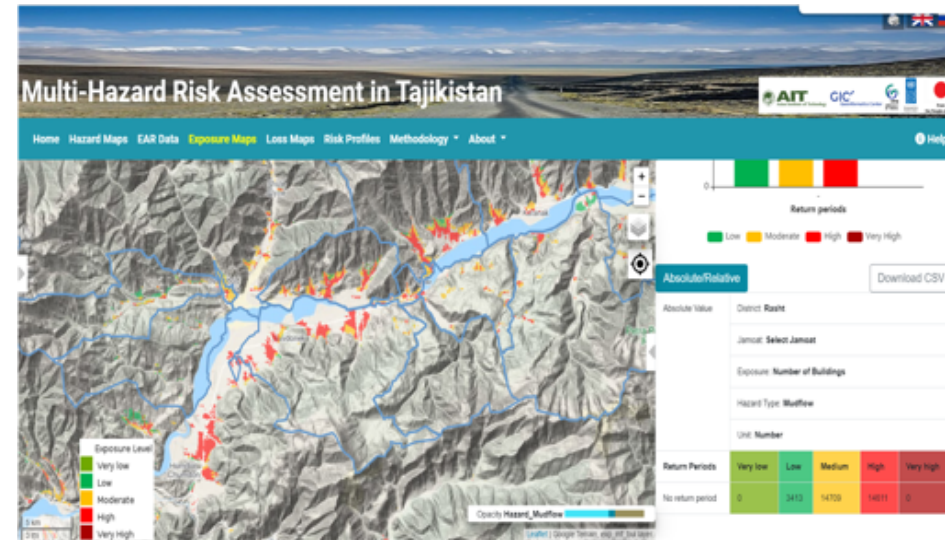 Multi-Hazard Risk Assessment in Tajikistan
AIT
GIC
Home Hazard Maps EAR Data Exposure Maps Loss Maps Risk Profiles Methodology About
Help
+
−
Exposure Level
Very low
Low
Moderate
High
Very High
Opacity Hazard_Mudflow
Leaflet | Google Terrain,
0
Return periods
Low Moderate High Very High
Absolute/Relative
Download CSV
Absolute Value
District: Rasht
Jamoat: Select Jamoat
Exposure: Number of Buildings
Hazard Type: Mudflow
Unit: Number
Return Periods Very low Low Medium High Very high
No return period 0 3413 14709 14611 0